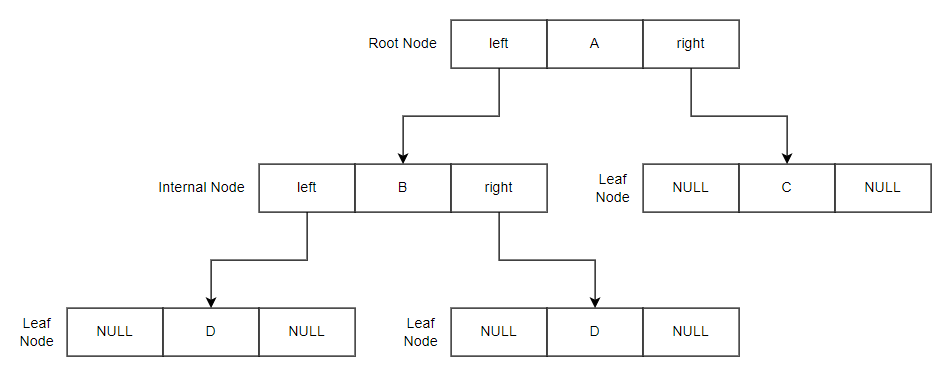 Root Node left A right
Internal Node left B right
Leaf
Node
NULL C NULL
Leaf
Node
NULL D NULL
Leaf
Node
NULL D NULL